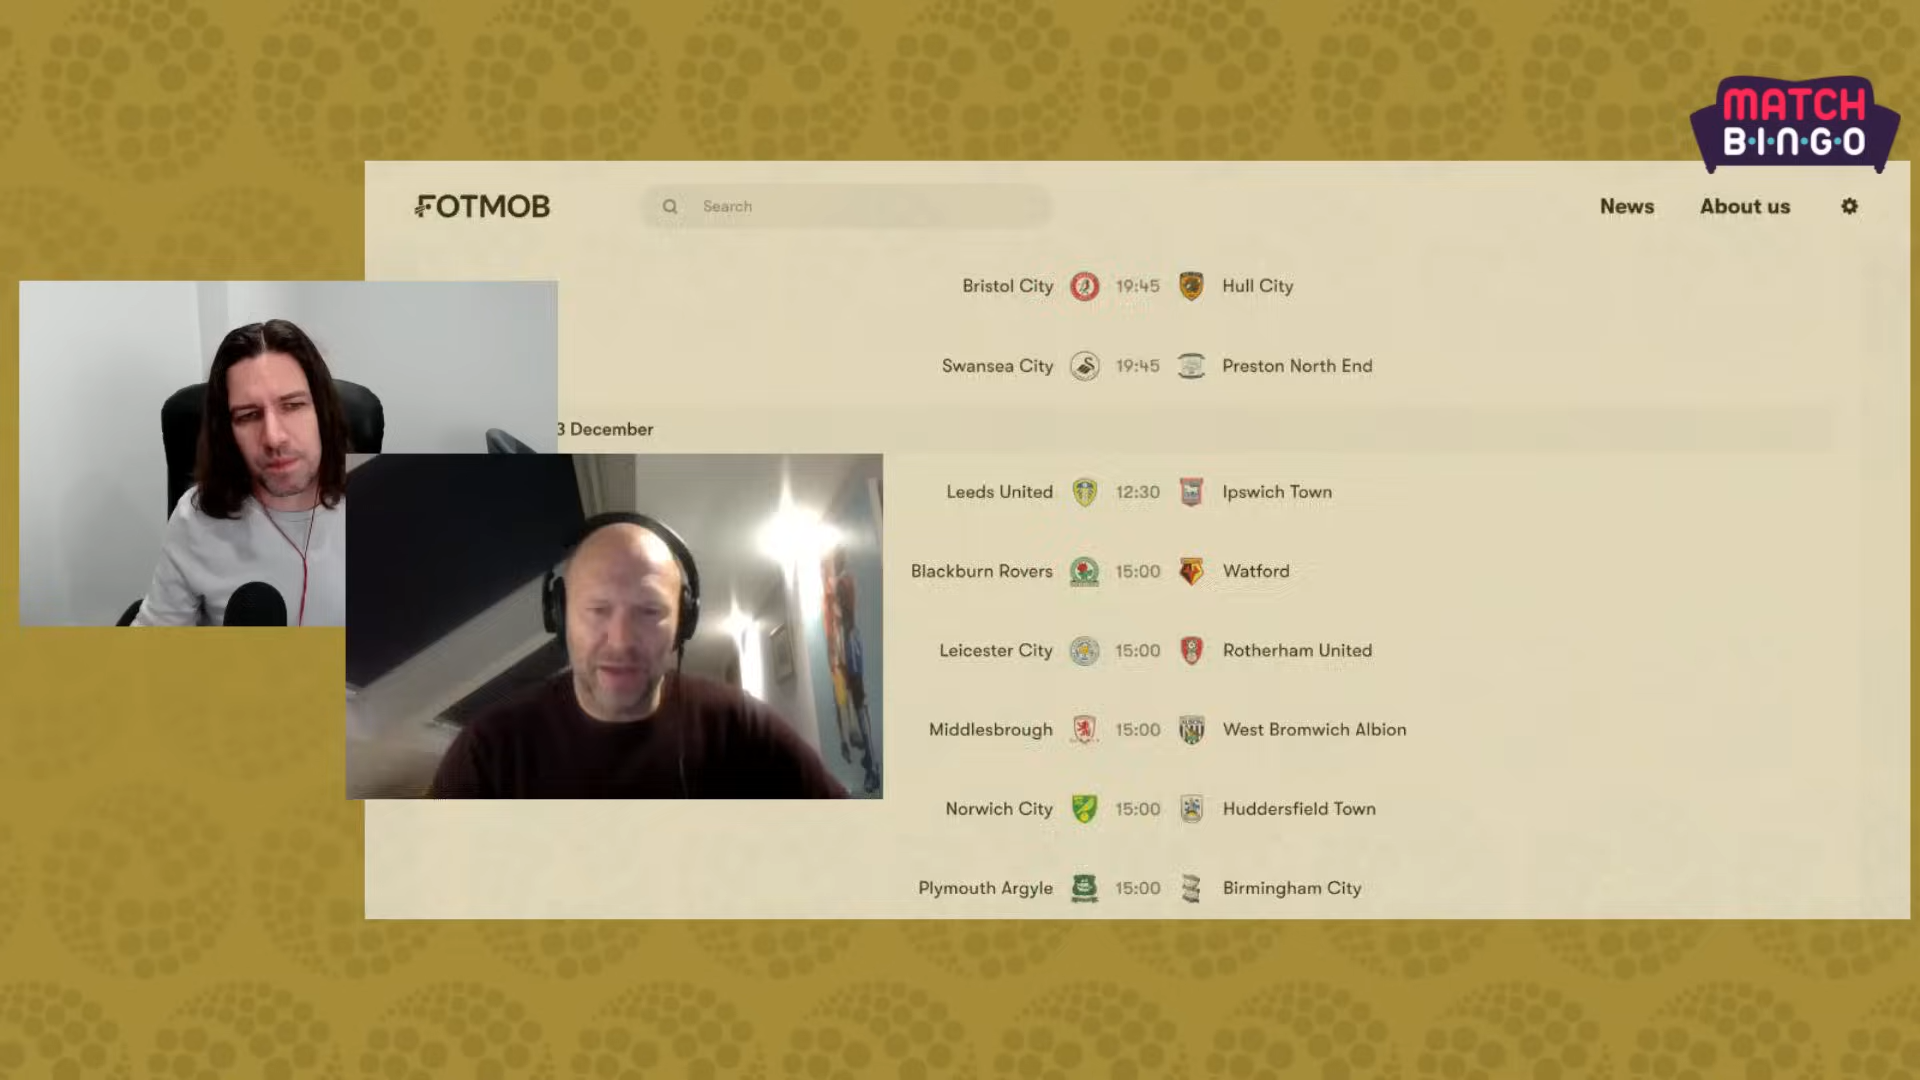 MATCH
B·I·N·G·O
FOTMOB
Search
News
About us
Bristol City 19:45 Hull City
Swansea City 19:45 Preston North End
3 December
Leeds United 12:30 Ipswich Town
Blackburn Rovers 15:00 Watford
Leicester City 15:00 Rotherham United
Middlesbrough 15:00 West Bromwich Albion
Norwich City 15:00 Huddersfield Town
Plymouth Argyle 15:00 Birmingham City